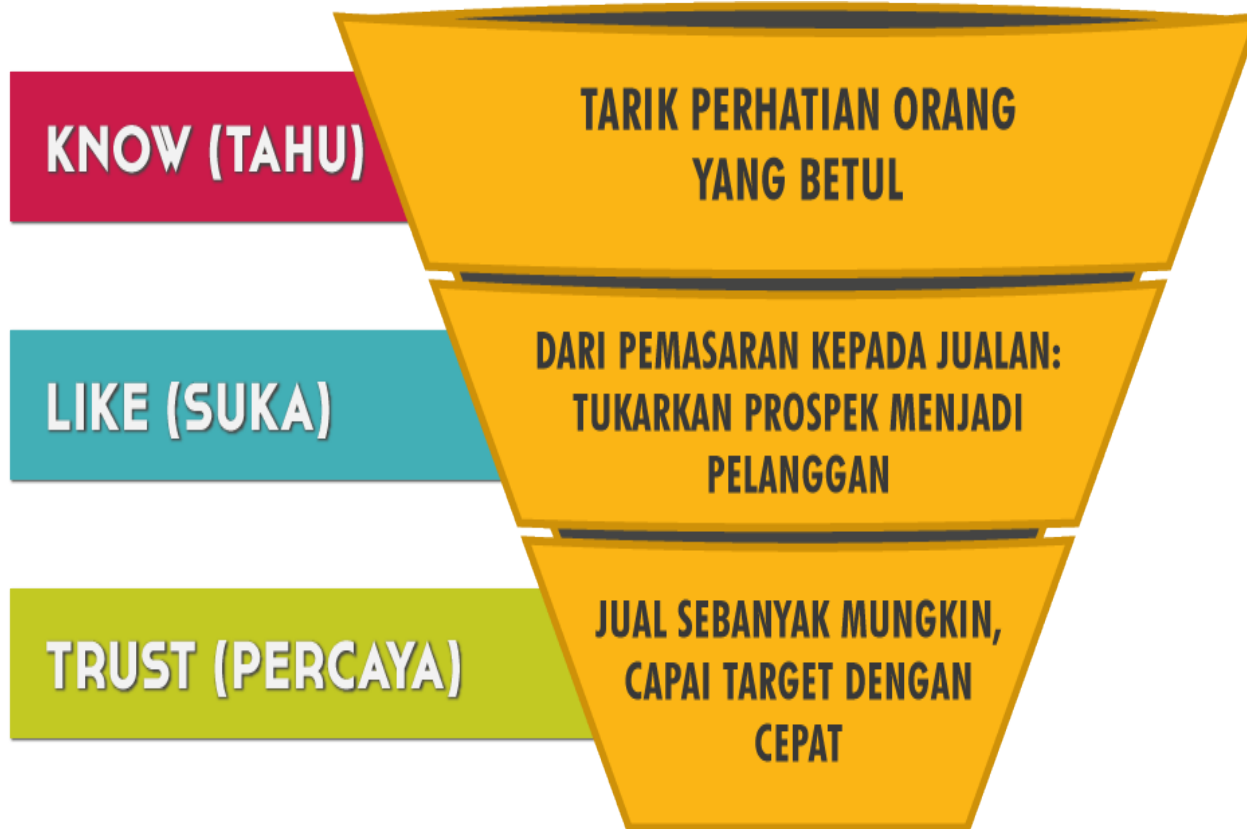 KNOW (TAHU)
TARIK PERHATIAN ORANG
YANG BETUL
LIKE (SUKA)
DARI PEMASARAN KEPADA JUALAN:
TUKARKAN PROSPEK MENJADI
PELANGGAN
TRUST (PERCAYA)
JUAL SEBANYAK MUNGKIN,
CAPAI TARGET DENGAN
CEPAT